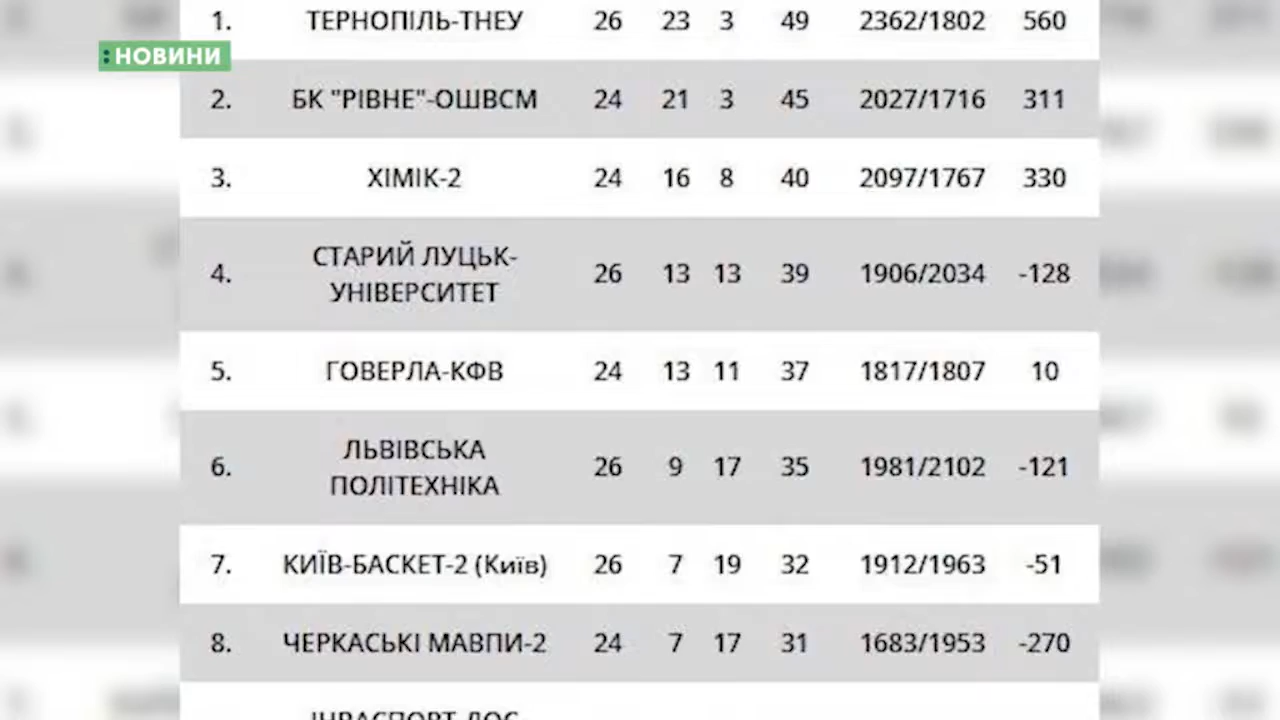 1. ТЕРНОПІЛЬ-ТНЕУ 26 23 3 49 2362/1802 560
:НОВИНИ
2. БК "РІВНЕ"-ОШВСМ 24 21 3 45 2027/1716 311
3. ХІМІК-2 24 16 8 40 2097/1767 330
СТАРИЙ ЛУЦЬК-
4. УНІВЕРСИТЕТ 26 13 13 39 1906/2034 -128
5. ГОВЕРЛА-КФВ 24 13 11 37 1817/1807 10
ЛЬВІВСЬКА
6. ПОЛІТЕХНІКА 26 9 17 35 1981/2102 -121
7. КИЇВ-БАСКЕТ-2 (Київ) 26 7 19 32 1912/1963 -51
8. ЧЕРКАСЬКІ МАВПИ-2 24 7 17 31 1683/1953 -270